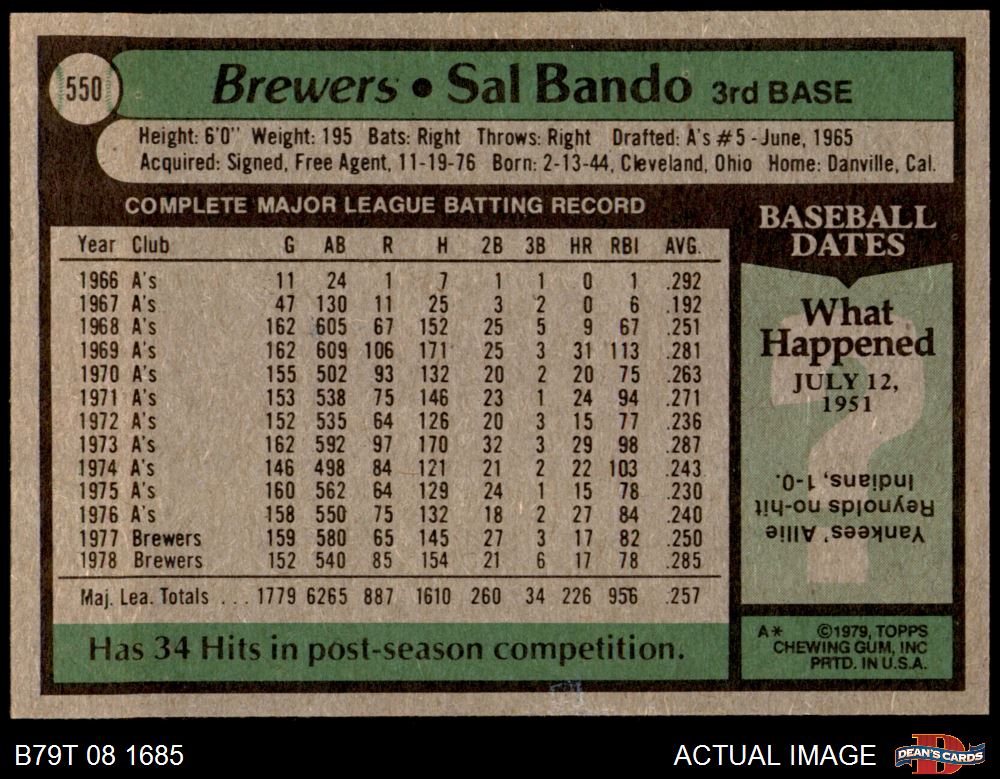 550
Brewers • Sal Bando 3rd BASE
Height: 6'0" Weight: 195 Bats: Right Throws: Right Drafted: A's #5 - June, 1965
Acquired: Signed, Free Agent, 11-19-76 Born: 2-13-44, Cleveland, Ohio Home: Danville, Cal.
COMPLETE MAJOR LEAGUE BATTING RECORD
Year Club G AB R H 2B 3B HR RBI AVG.
1966 A's 11 24 1 7 1 1 0 1 .292
1967 A's 47 130 11 25 3 2 0 6 .192
1968 A's 162 605 67 152 25 5 9 67 .251
1969 A's 162 609 106 171 25 3 31 113 .281
1970 A's 155 502 93 132 20 2 20 75 .263
1971 A's 153 538 75 146 23 1 24 94 .271
1972 A's 152 535 64 126 20 3 15 77 .236
1973 A's 162 592 97 170 32 3 29 98 .287
1974 A's 146 498 84 121 21 2 22 103 .243
1975 A's 160 562 64 129 24 1 15 78 .230
1976 A's 158 550 75 132 18 2 27 84 .240
1977 Brewers 159 580 65 145 27 3 17 82 .250
1978 Brewers 152 540 85 154 21 6 17 78 .285
Maj. Lea. Totals ... 1779 6265 887 1610 260 34 226 956 .257
Has 34 Hits in post-season competition.
BASEBALL
DATES
What
Happened
JULY 12,
1951
?
Yankees' Allie
Reynolds no-hit
Indians, 1-0.
A* ©1979, TOPPS
CHEWING GUM, INC
PRTD. IN U.S.A.
B79T 08 1685
ACTUAL IMAGE
D
DEAN'S CARDS